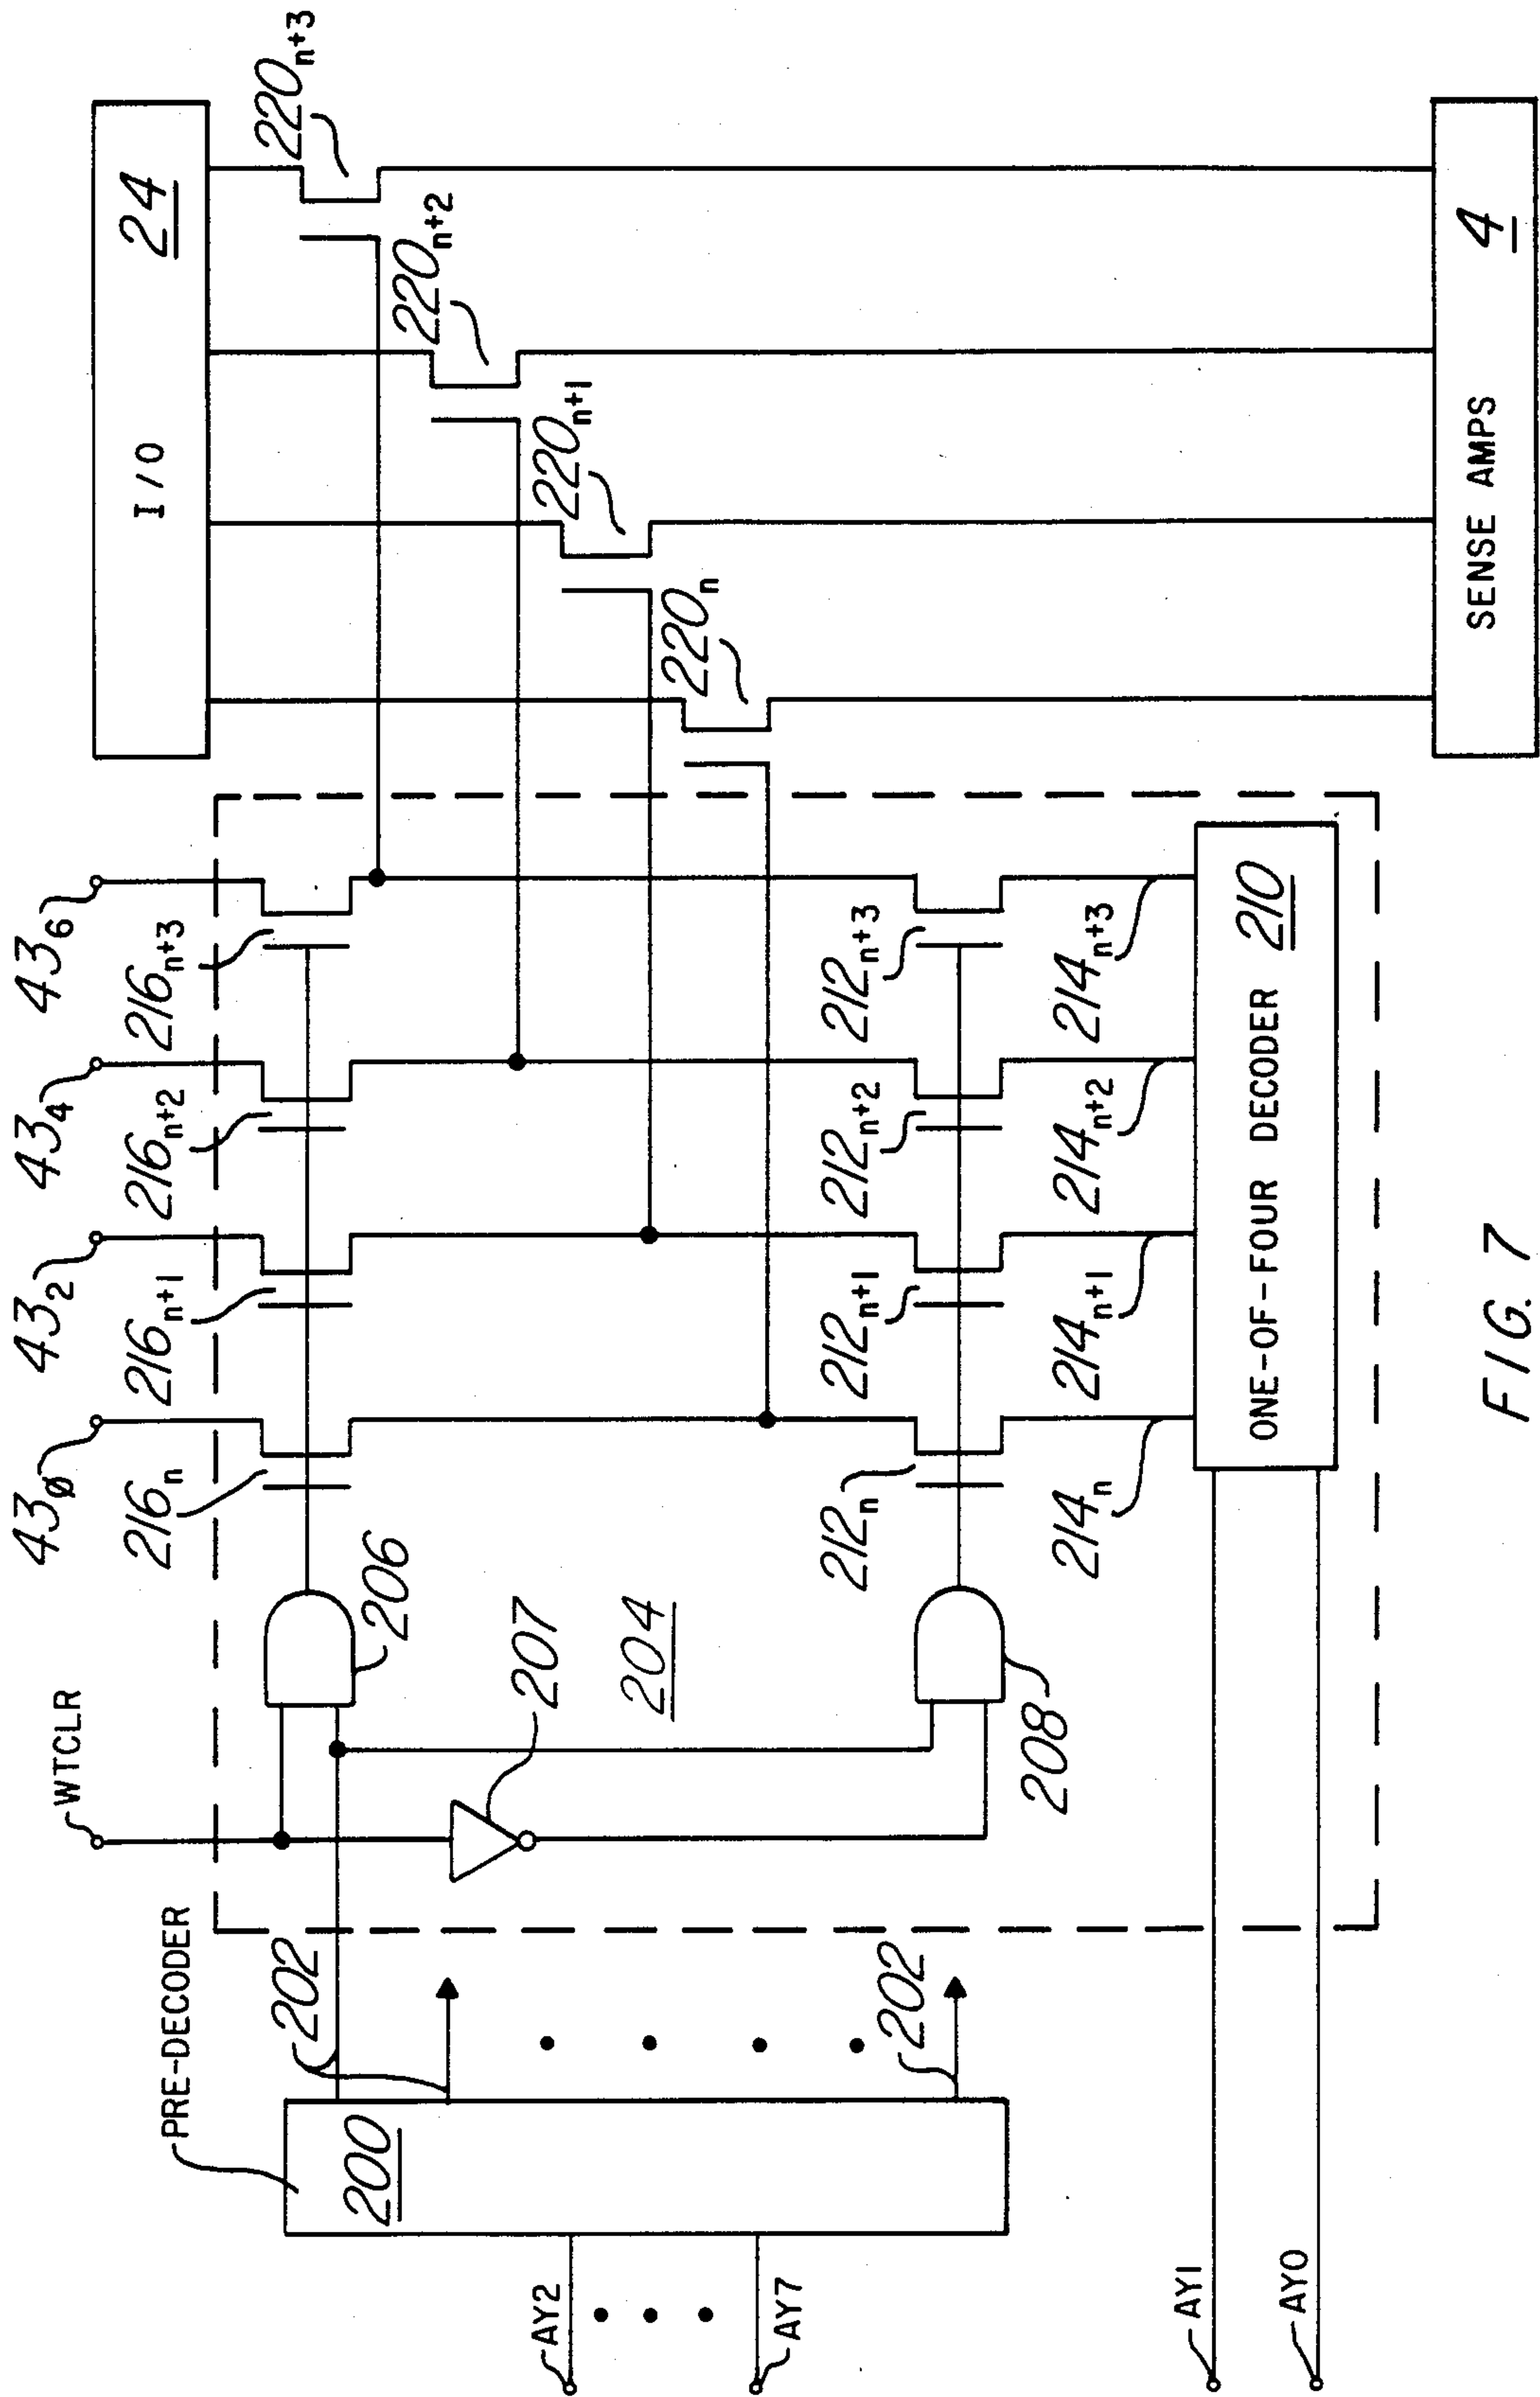 43₀̸ 43₂ 43₄ 43₆
WTCLR
216ₙ 216ₙ₊₁ 216ₙ₊₂ 216ₙ₊₃
I/O 24
220ₙ₊₃
220ₙ₊₂
220ₙ₊₁
220ₙ
PRE-DECODER
202
206
207
204
200
202
208
212ₙ 212ₙ₊₁ 212ₙ₊₂ 212ₙ₊₃
214ₙ 214ₙ₊₁ 214ₙ₊₂ 214ₙ₊₃
AY2
AY7
AY1
AY0
ONE-OF-FOUR DECODER 210
SENSE AMPS 4
FIG. 7